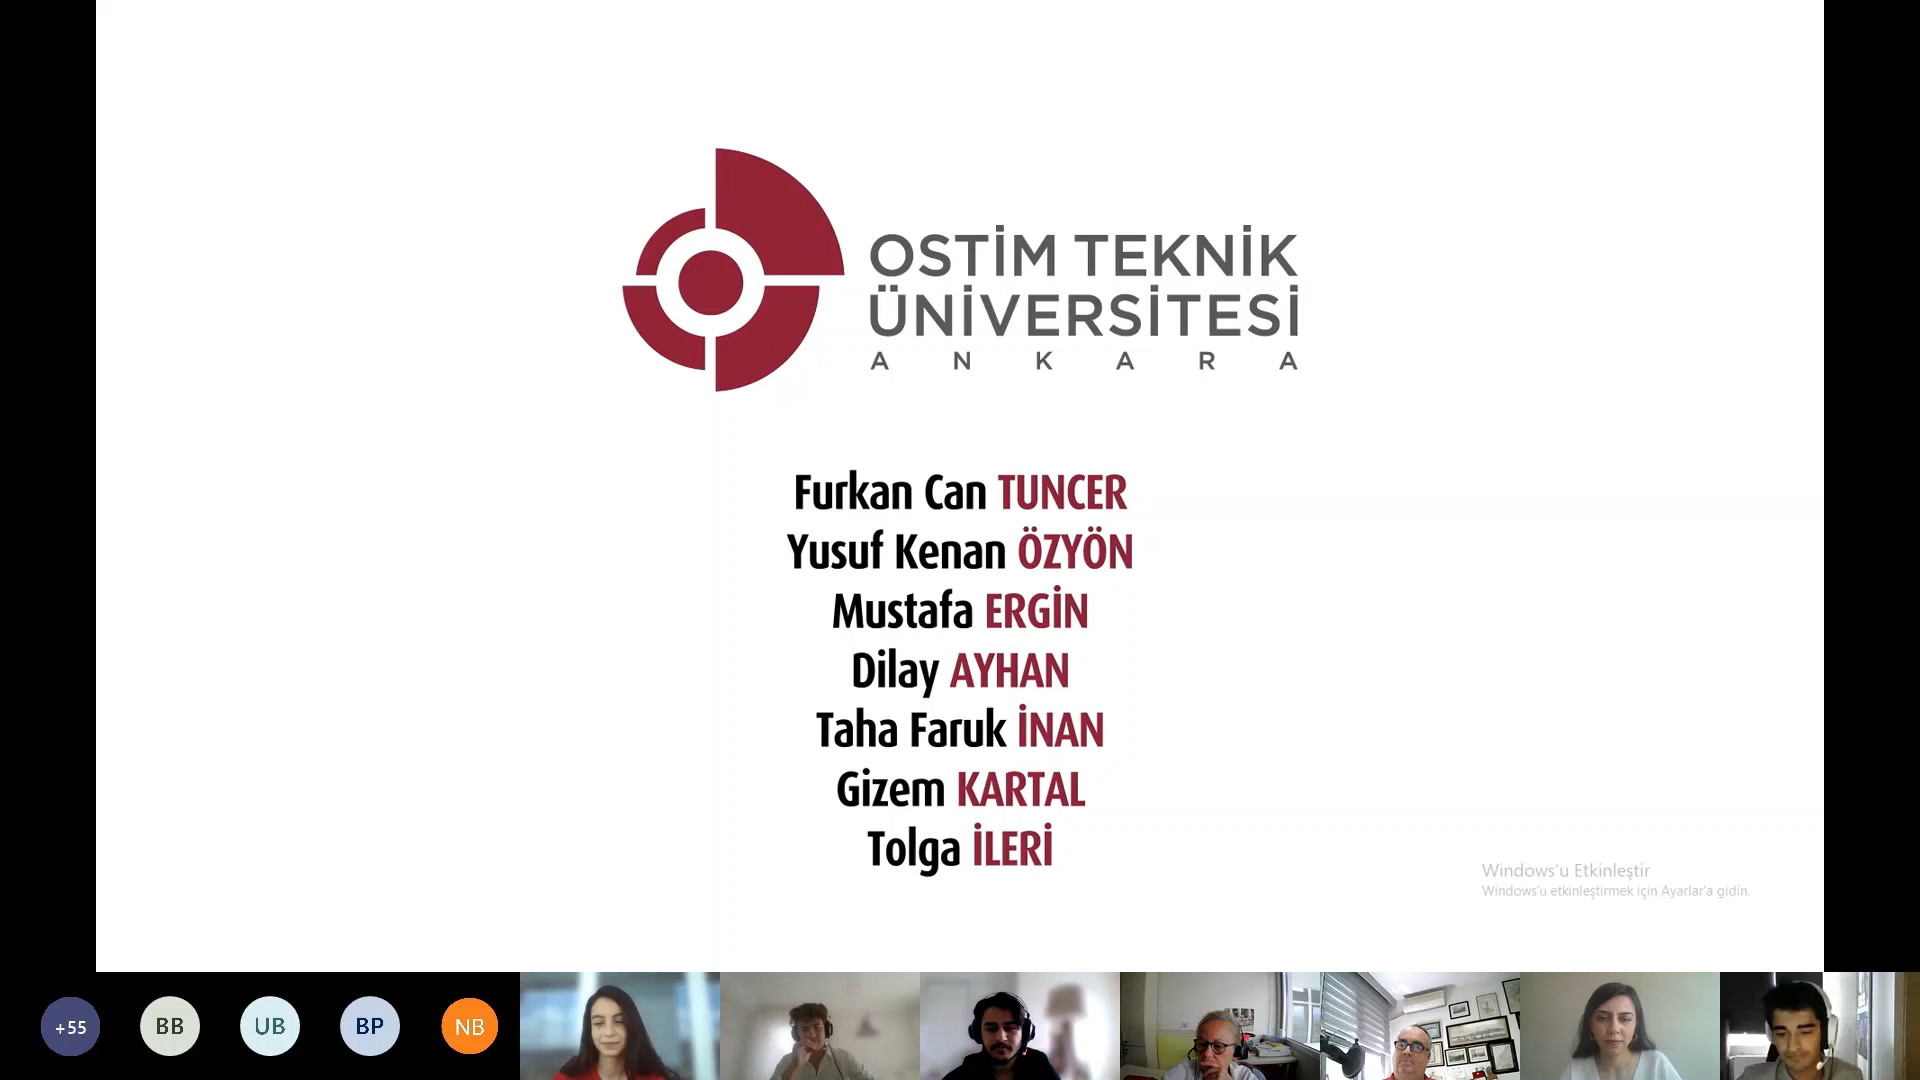 OSTİM TEKNİK
ÜNİVERSİTESİ
ANKARA
Furkan Can TUNCER
Yusuf Kenan ÖZYÖN
Mustafa ERGİN
Dilay AYHAN
Taha Faruk İNAN
Gizem KARTAL
Tolga İLERİ
Windows'u Etkinleştir
Windows'u etkinleştirmek için Ayarlar'a gidin.
+55 BB UB BP NB